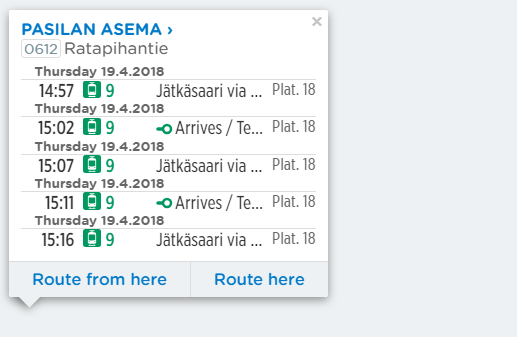 PASILAN ASEMA ›
0612 Ratapihantie
Thursday 19.4.2018
14:57 9 Jätkäsaari via ... Plat. 18
Thursday 19.4.2018
15:02 9 Arrives / Te... Plat. 18
Thursday 19.4.2018
15:07 9 Jätkäsaari via ... Plat. 18
Thursday 19.4.2018
15:11 9 Arrives / Te... Plat. 18
Thursday 19.4.2018
15:16 9 Jätkäsaari via ... Plat. 18
Route from here Route here